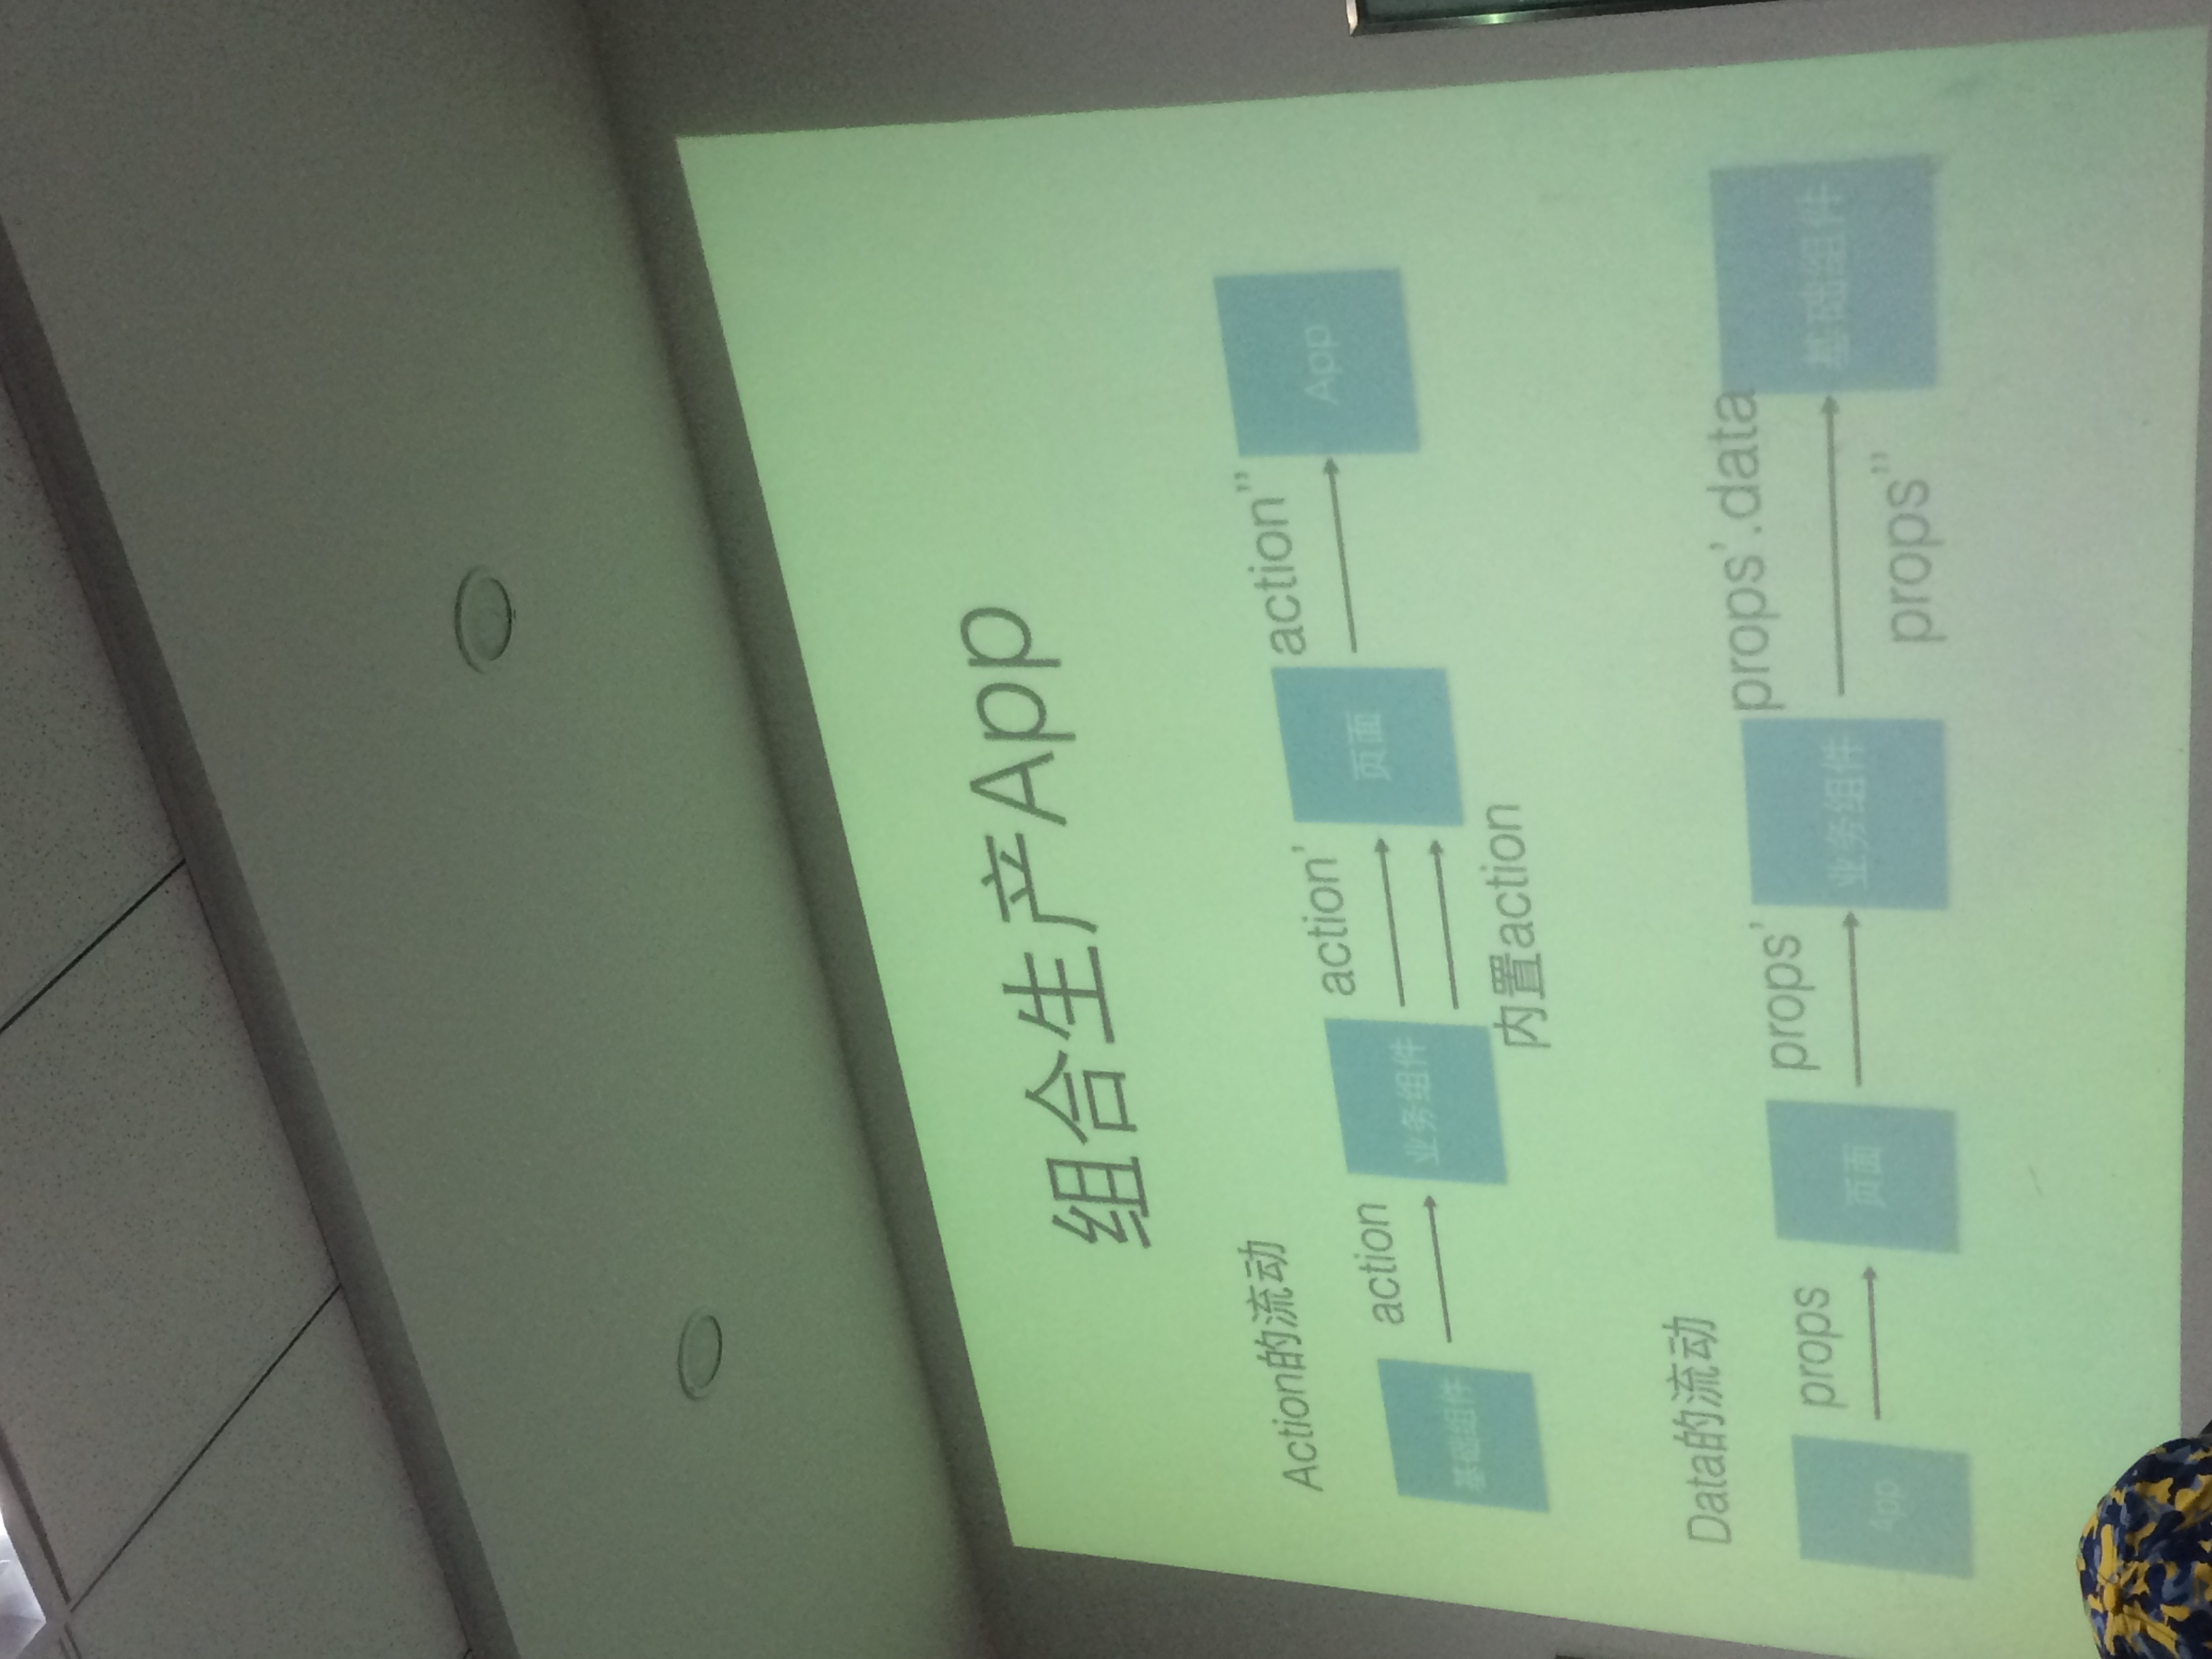 组合生产App
Action的流动
基础组件 action 业务组件 action' 页面 action'' App
内置action
Data的流动
App props 页面 props' 业务组件 props'.data 基础组件
props''